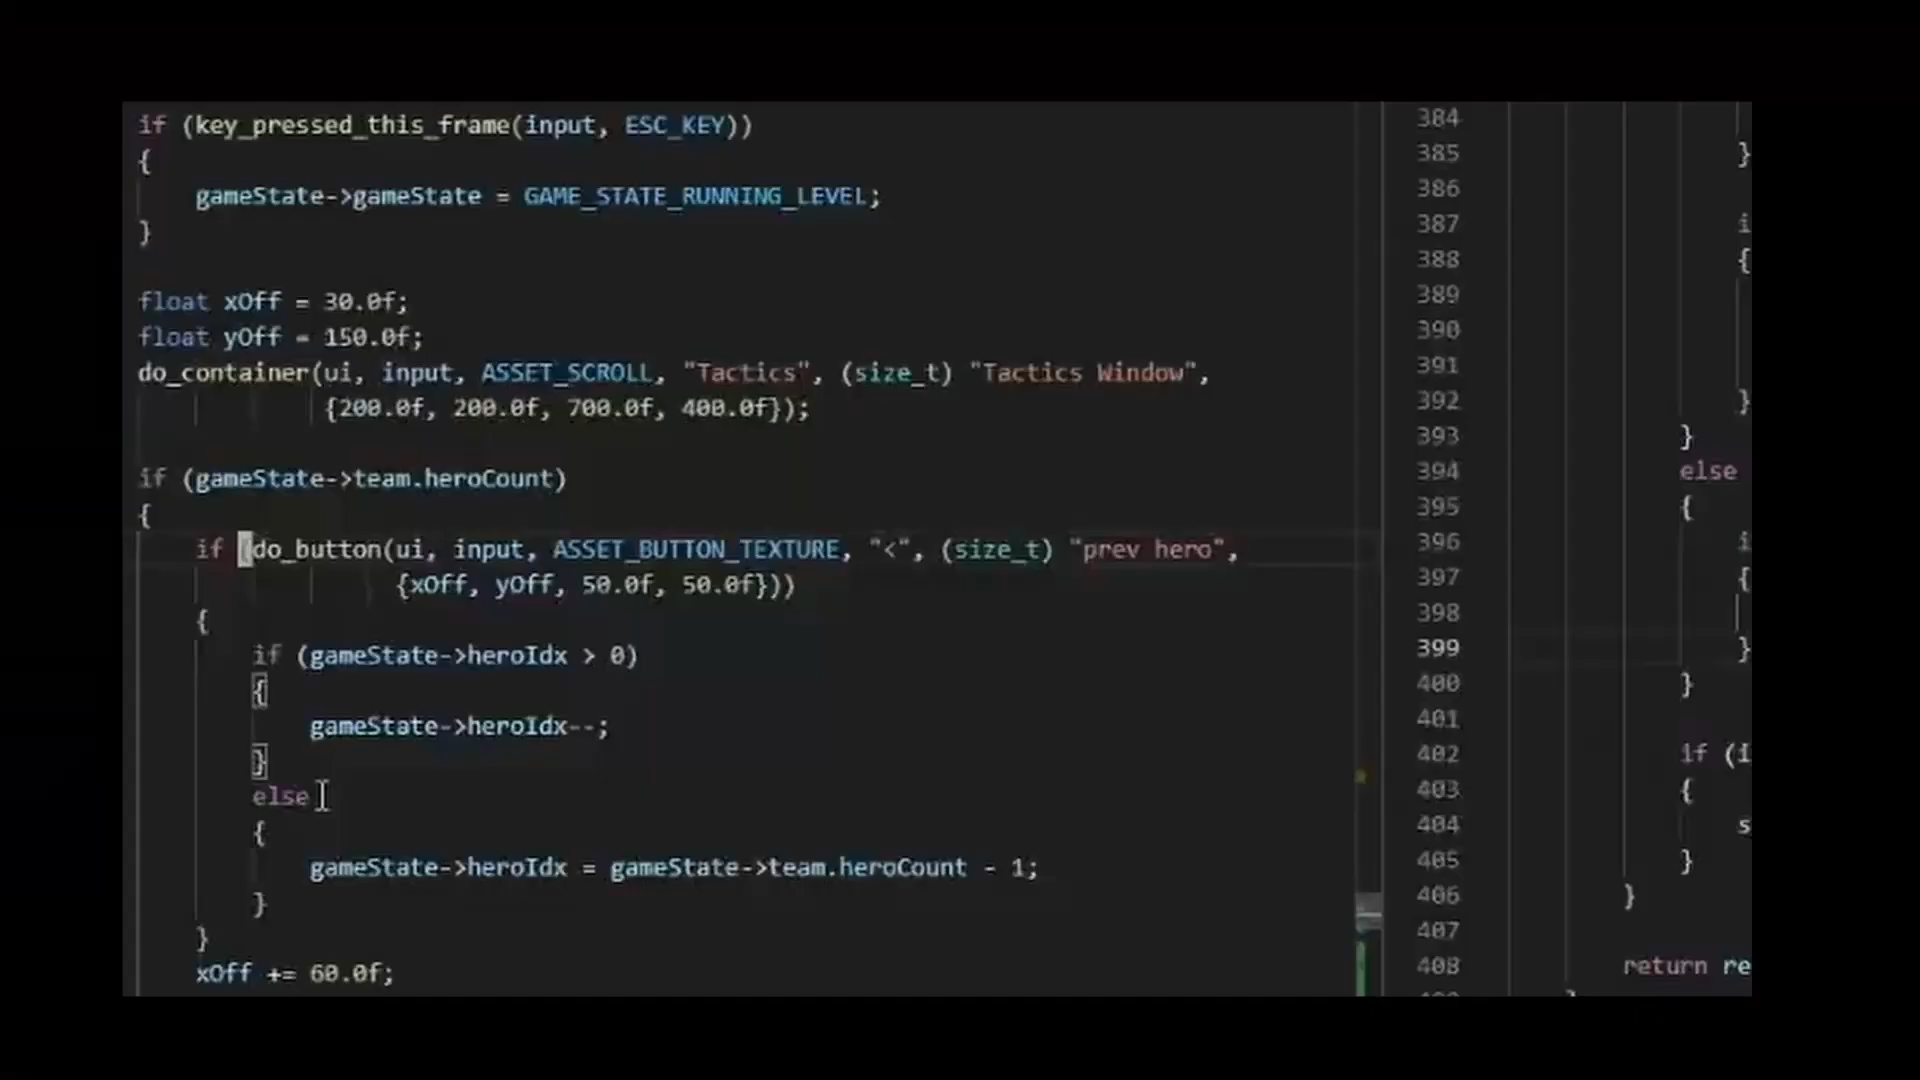 if (key_pressed_this_frame(input, ESC_KEY))
{
gameState->gameState = GAME_STATE_RUNNING_LEVEL;
}
float xOff = 30.0f;
float yOff = 150.0f;
do_container(ui, input, ASSET_SCROLL, "Tactics", (size_t) "Tactics Window",
{200.0f, 200.0f, 700.0f, 400.0f});
if (gameState->team.heroCount)
{
if (do_button(ui, input, ASSET_BUTTON_TEXTURE, "<", (size_t) "prev hero",
{xOff, yOff, 50.0f, 50.0f}))
{
if (gameState->heroIdx > 0)
{
gameState->heroIdx--;
}
else
{
gameState->heroIdx = gameState->team.heroCount - 1;
}
}
xOff += 60.0f;
384
385 }
386
387 i
388 {
389
390
391
392 }
393 }
394 else
395 {
396 i
397 {
398
399 }
400 }
401
402 if (i
403 {
404 s
405 }
406 }
407
408 return re